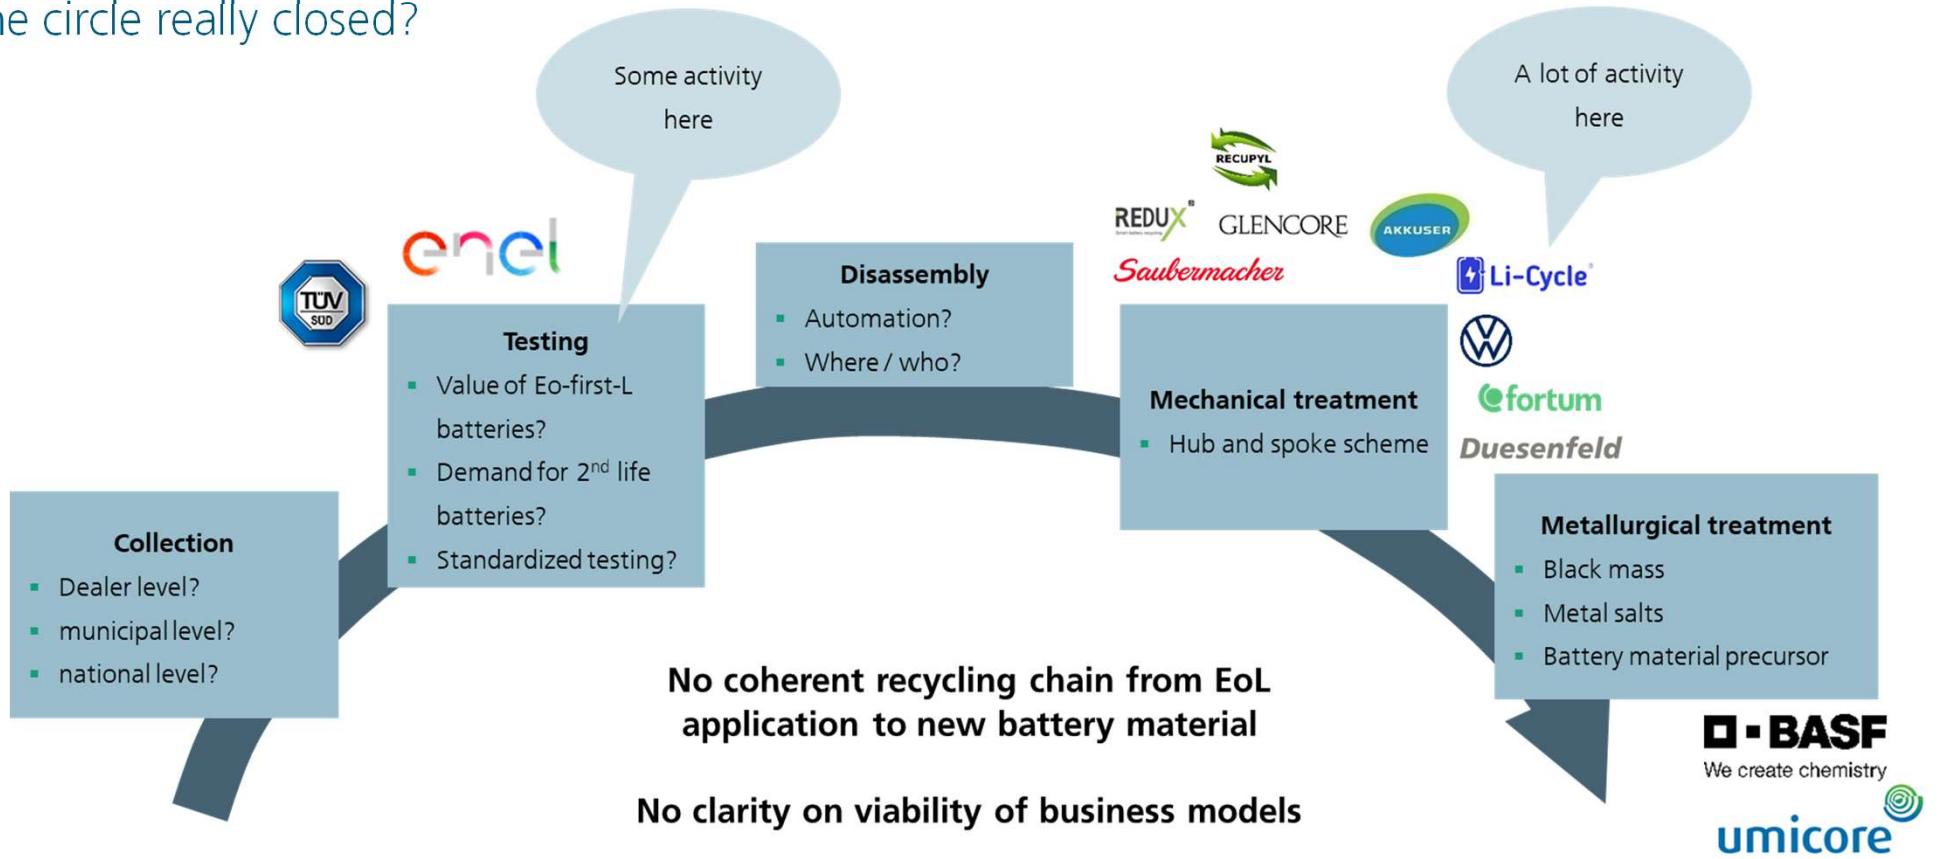 he circle really closed?
Some activity
here
A lot of activity
here
RECUPYL
REDUX
GLENCORE
AKKUSER
Saubermacher
Li-Cycle
enel
TÜV
SÜD
Disassembly
▪ Automation?
▪ Where / who?
Testing
▪ Value of Eo-first-L
batteries?
▪ Demand for 2nd life
batteries?
▪ Standardized testing?
Mechanical treatment
▪ Hub and spoke scheme
fortum
Duesenfeld
Collection
▪ Dealer level?
▪ municipal level?
▪ national level?
Metallurgical treatment
▪ Black mass
▪ Metal salts
▪ Battery material precursor
No coherent recycling chain from EoL
application to new battery material
No clarity on viability of business models
BASF
We create chemistry
umicore